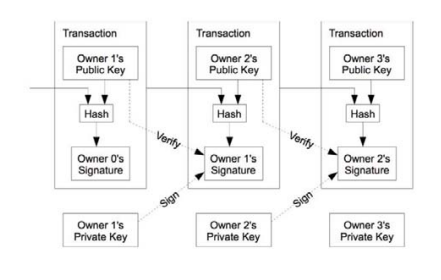 Transaction
Transaction
Transaction
Owner 1's
Public Key
Owner 2's
Public Key
Owner 3's
Public Key
Hash
Hash
Hash
Verify
Verify
Owner 0's
Signature
Owner 1's
Signature
Owner 2's
Signature
Sign
Sign
Owner 1's
Private Key
Owner 2's
Private Key
Owner 3's
Private Key